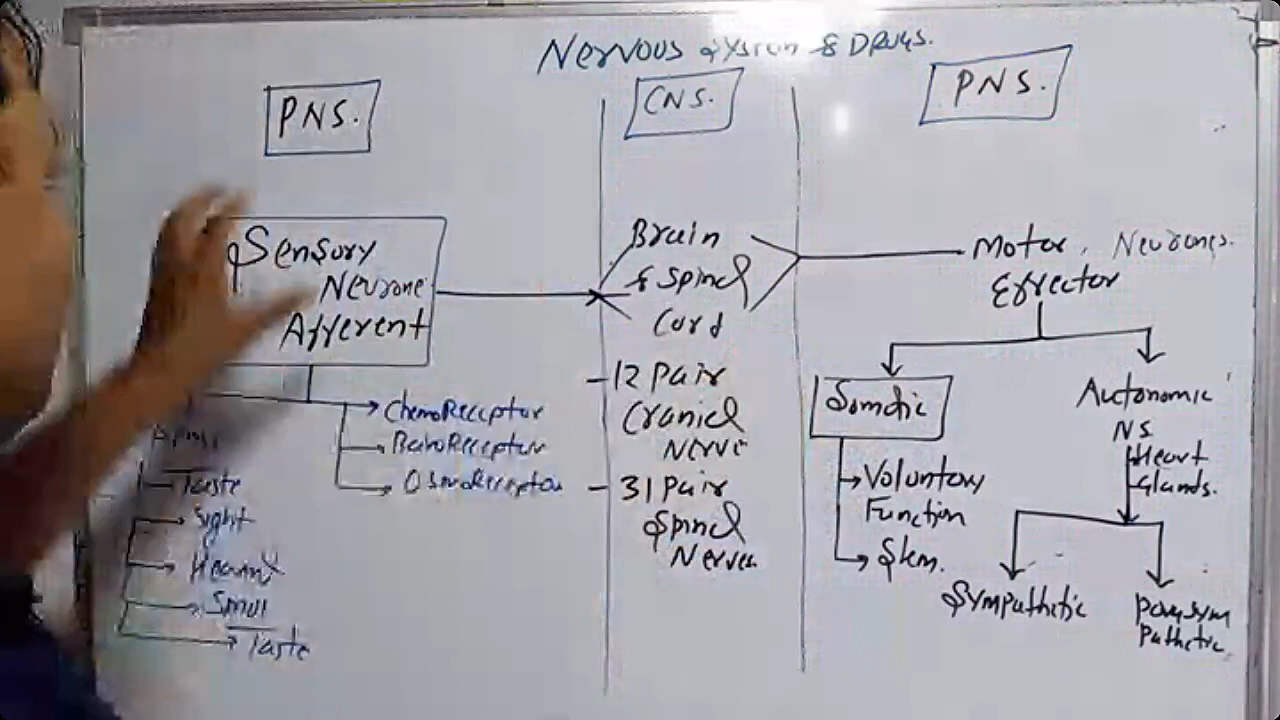 Nervous System & Drugs.
PNS.
Sensory
Neurone
Afferent
ChemoReceptor
BaroReceptor
OsmoReceptor
Taste
Sight
Hearing
Smell
Taste
CNS.
Brain
& Spinal
Cord
- 12 Pair
Cranial
Nerve
- 31 Pair
Spinal
Nerves
PNS.
Motor, Neurones.
Effector
Somatic
Voluntary
Function
Skm.
Autonomic
NS
Heart
Glands.
Sympathetic
Parasym
Pathetic